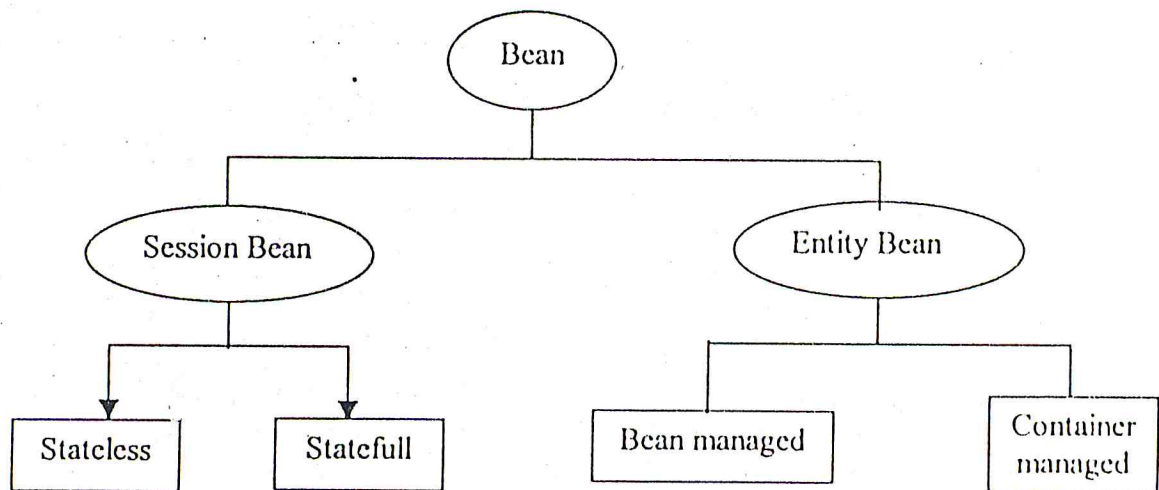 Bean
Session Bean
Entity Bean
Stateless
Statefull
Bean managed
Container
managed